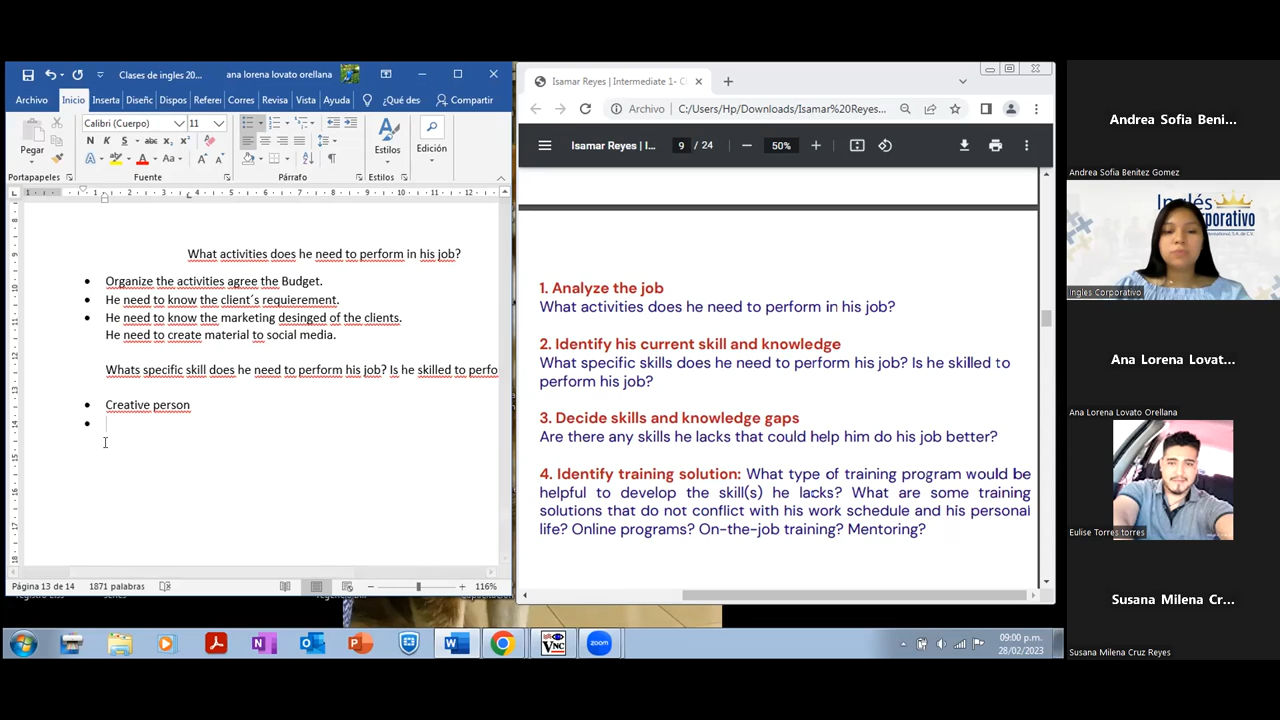 Clases de ingles 20...
ana lorena lovato orellana
Archivo
Inicio
Inserta
Diseñc
Dispos
Referei
Corres
Revisa
Vista
Ayuda
¿Qué des
Compartir
Pegar
Calibri (Cuerpo)
11
N K S abc x₂ x²
Aa
Estilos
Edición
Portapapeles
Fuente
Párrafo
Estilos
What activities does he need to perform in his job?
• Organize the activities agree the Budget.
• He need to know the client´s requierement.
• He need to know the marketing desinged of the clients.
He need to create material to social media.
Whats specific skill does he need to perform his job? Is he skilled to perfo
• Creative person
•
Página 13 de 14
1871 palabras
116%
Isamar Reyes | Intermediate 1- C
Archivo
C:/Users/Hp/Downloads/Isamar%20Reyes...
Isamar Reyes | I...
9 / 24
50%
1. Analyze the job
What activities does he need to perform in his job?
2. Identify his current skill and knowledge
What specific skills does he need to perform his job? Is he skilled to
perform his job?
3. Decide skills and knowledge gaps
Are there any skills he lacks that could help him do his job better?
4. Identify training solution: What type of training program would be
helpful to develop the skill(s) he lacks? What are some training
solutions that do not conflict with his work schedule and his personal
life? Online programs? On-the-job training? Mentoring?
09:00 p.m.
28/02/2023
Andrea Sofia Beni...
Andrea Sofia Benitez Gomez
Inglés
orporativo
Ingles Corporativo
Ana Lorena Lovat...
Ana Lorena Lovato Orellana
Eulise Torres torres
Susana Milena Cr...
Susana Milena Cruz Reyes